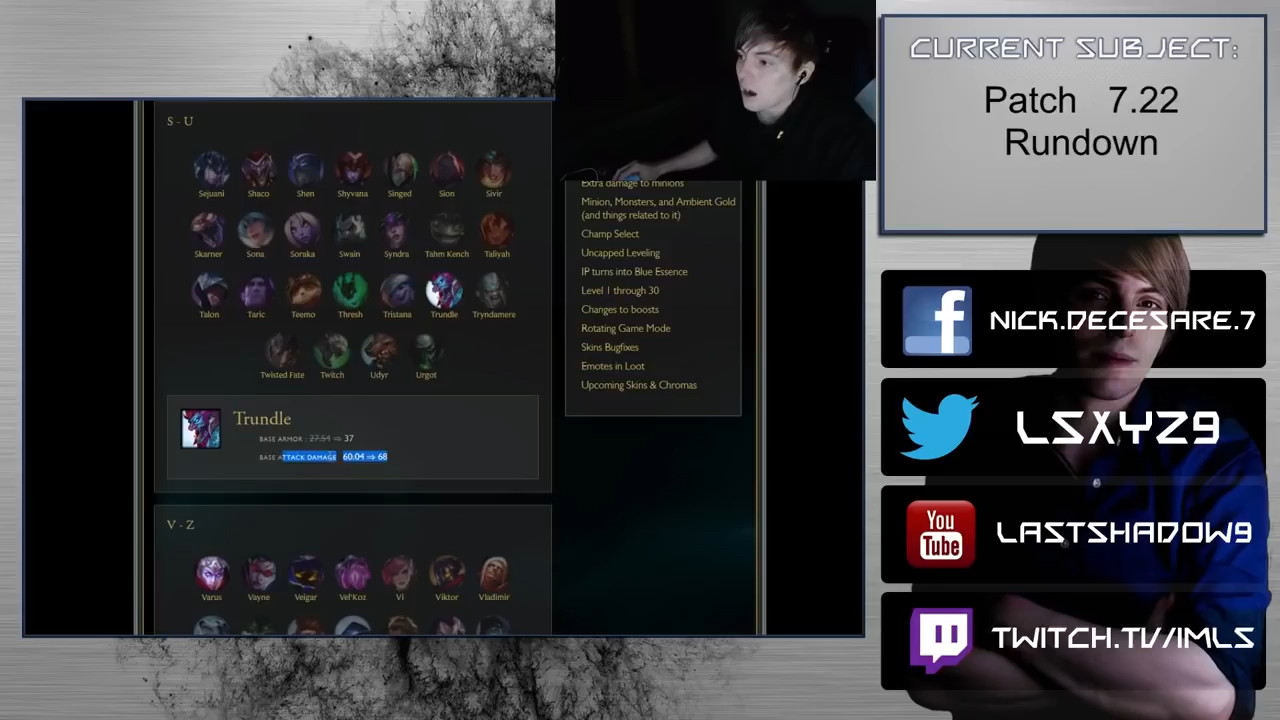 S - U
Sejuani Shaco Shen Shyvana Singed Sion Sivir
Skarner Sona Soraka Swain Syndra Tahm Kench Taliyah
Talon Taric Teemo Thresh Tristana Trundle Tryndamere
Twisted Fate Twitch Udyr Urgot
Trundle
BASE ARMOR : 27.54 ⇒ 37
BASE ATTACK DAMAGE 60.04 ⇒ 68
V - Z
Varus Vayne Veigar Vel'Koz Vi Viktor Vladimir
Extra damage to minions
Minion, Monsters, and Ambient Gold
(and things related to it)
Champ Select
Uncapped Leveling
IP turns into Blue Essence
Level 1 through 30
Changes to boosts
Rotating Game Mode
Skins Bugfixes
Emotes in Loot
Upcoming Skins & Chromas
CURRENT SUBJECT:
Patch 7.22
Rundown
f
NICK.DECESARE.7
LSXYZ9
You
Tube
LASTSHADOW9
TWITCH.TV/IMLS